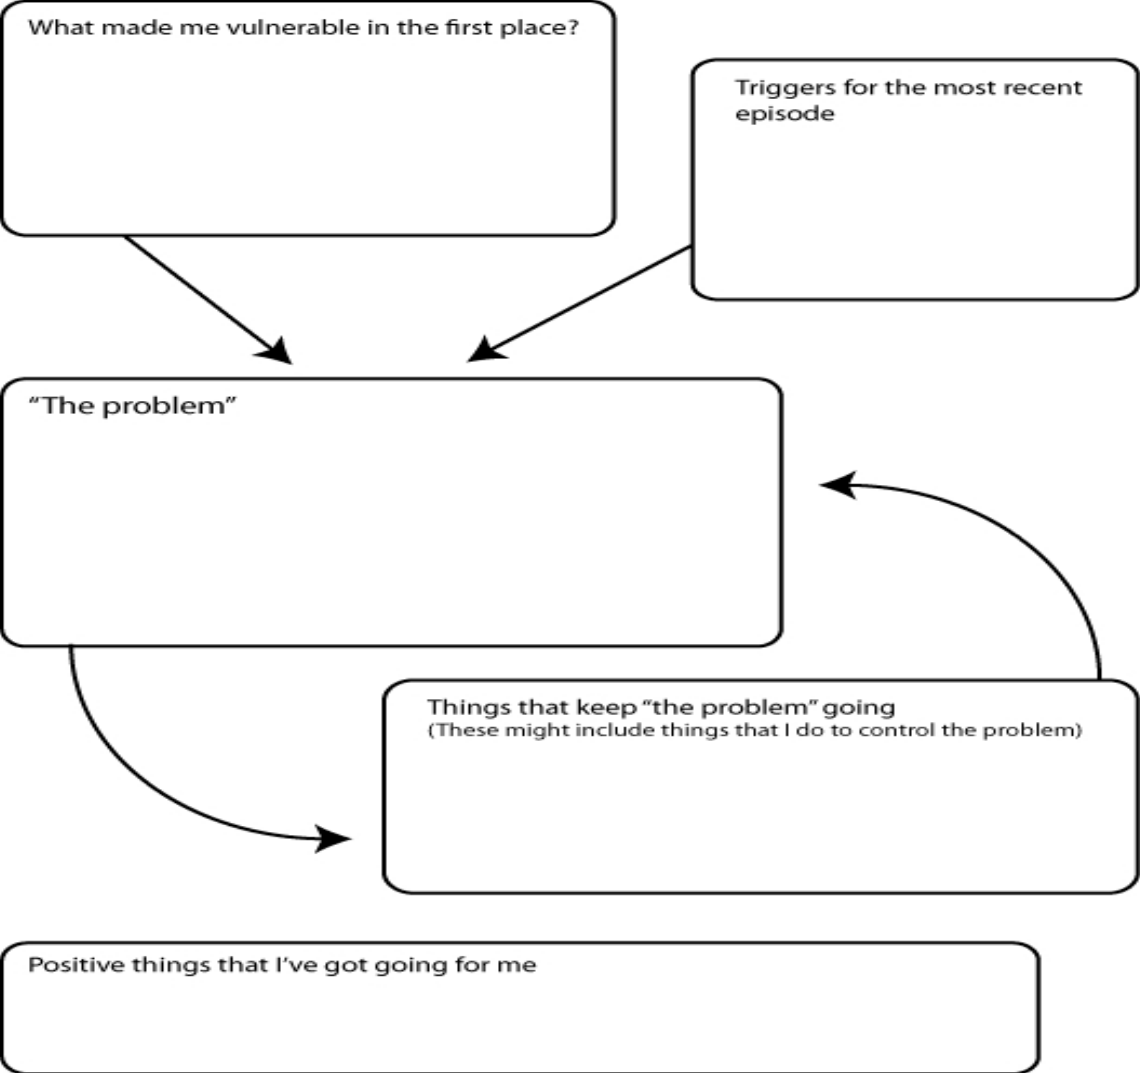 What made me vulnerable in the first place?
Triggers for the most recent
episode
“The problem”
Things that keep “the problem” going
(These might include things that I do to control the problem)
Positive things that I’ve got going for me